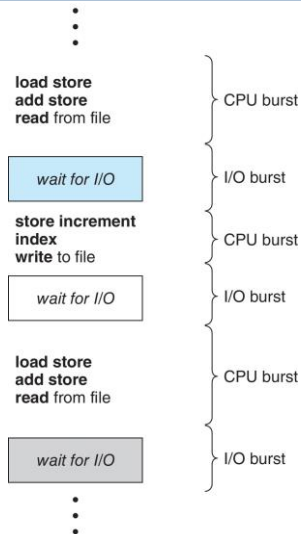 load store
add store
read from file
CPU burst
wait for I/O
I/O burst
store increment
index
write to file
CPU burst
wait for I/O
I/O burst
load store
add store
read from file
CPU burst
wait for I/O
I/O burst